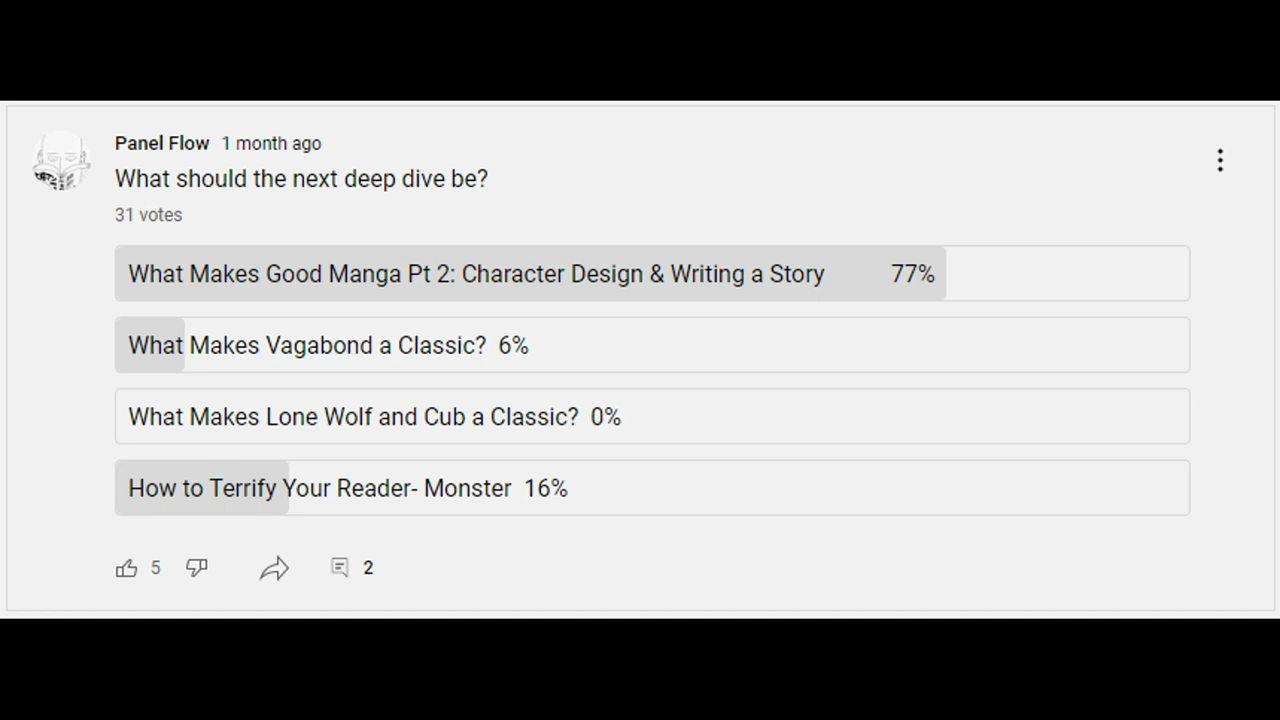 Panel Flow 1 month ago
What should the next deep dive be?
31 votes
What Makes Good Manga Pt 2: Character Design & Writing a Story 77%
What Makes Vagabond a Classic? 6%
What Makes Lone Wolf and Cub a Classic? 0%
How to Terrify Your Reader- Monster 16%
5 2